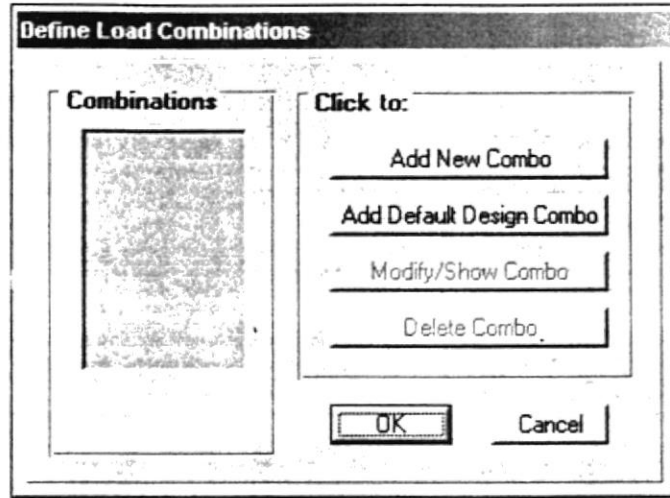 Define Load Combinations
Combinations
Click to:
Add New Combo
Add Default Design Combo
Modify/Show Combo
Delete Combo
OK
Cancel